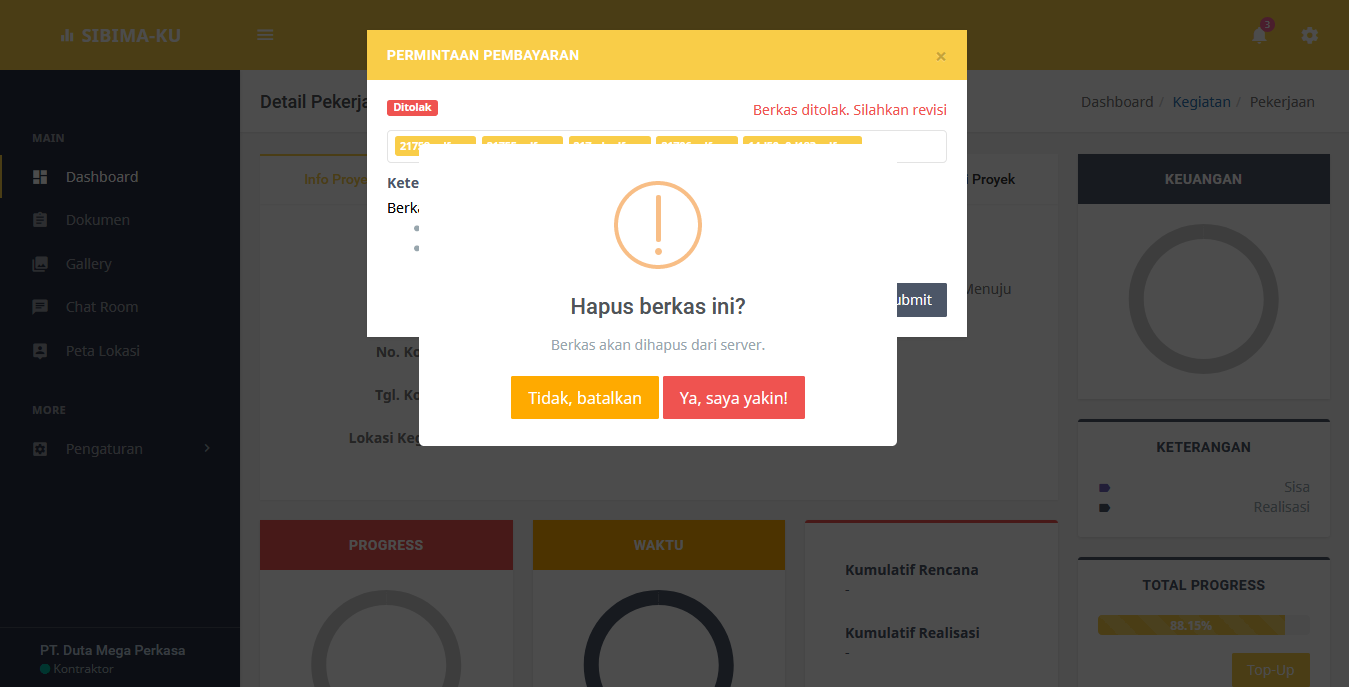 SIBIMA-KU
3
PERMINTAAN PEMBAYARAN
×
Ditolak
Berkas ditolak. Silahkan revisi
Detail Pekerja
Dashboard / Kegiatan / Pekerjaan
MAIN
Dashboard
Dokumen
Gallery
Chat Room
Peta Lokasi
MORE
Pengaturan
PT. Duta Mega Perkasa
Kontraktor
Info Proye
Kete
Berka
Proyek
Menuju
ubmit
No. Ko
Tgl. Ko
Lokasi Keg
Hapus berkas ini?
Berkas akan dihapus dari server.
Tidak, batalkan
Ya, saya yakin!
KEUANGAN
KETERANGAN
Sisa
Realisasi
PROGRESS
WAKTU
Kumulatif Rencana
-
Kumulatif Realisasi
-
TOTAL PROGRESS
88.15%
Top-Up